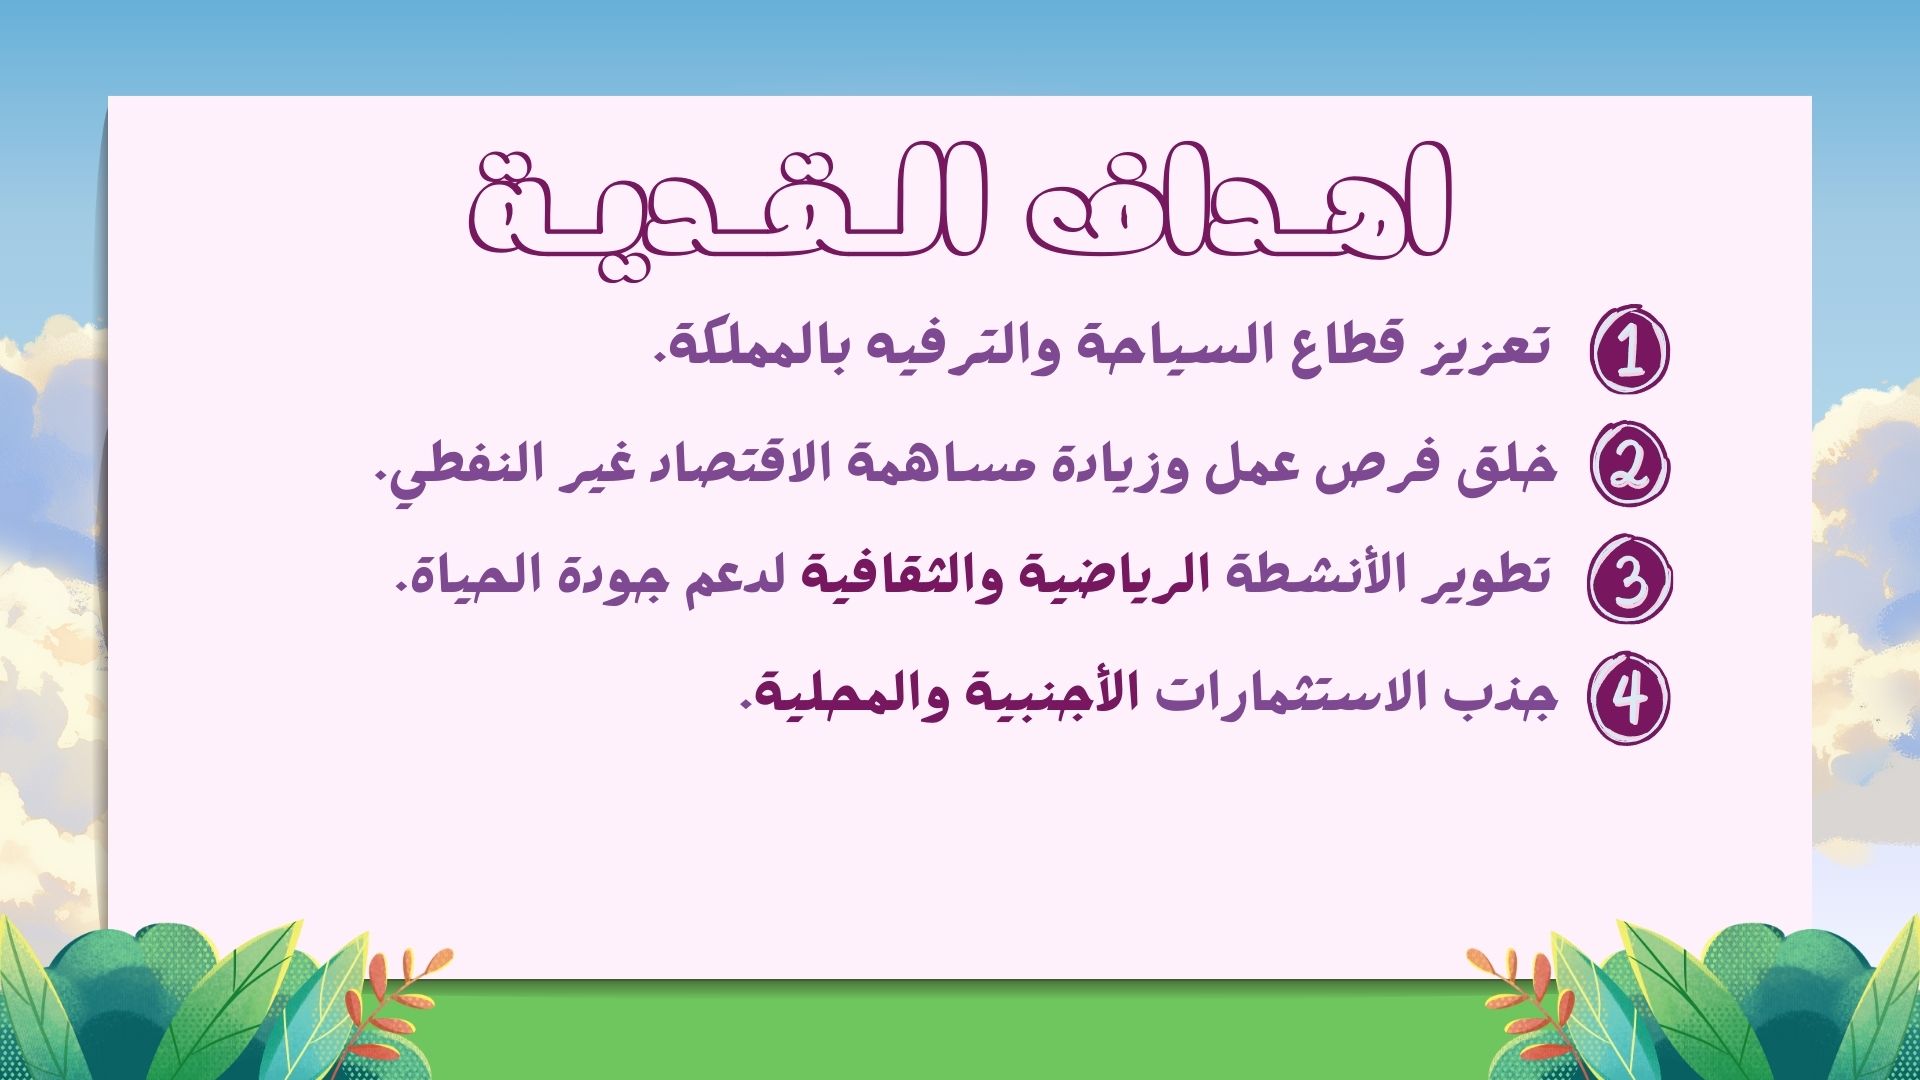 اهداف القدية
1 تعزيز قطاع السياحة والترفيه بالمملكة.
2 خلق فرص عمل وزيادة مساهمة الاقتصاد غير النفطي.
3 تطوير الأنشطة الرياضية والثقافية لدعم جودة الحياة.
4 جذب الاستثمارات الأجنبية والمحلية.